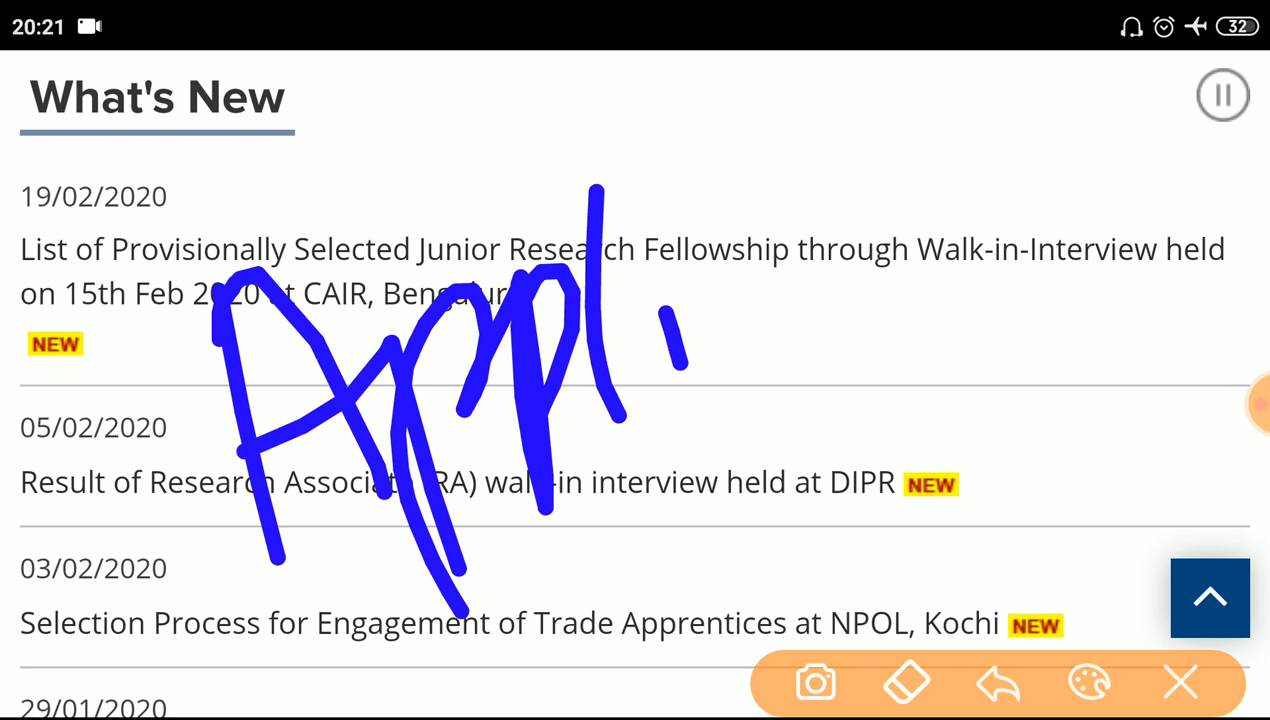 20:21
32
What's New
19/02/2020
List of Provisionally Selected Junior Research Fellowship through Walk-in-Interview held
on 15th Feb 2020 at CAIR, Bengaluru
NEW
Appl
05/02/2020
Result of Research Associate (RA) walk-in interview held at DIPR NEW
03/02/2020
Selection Process for Engagement of Trade Apprentices at NPOL, Kochi NEW
29/01/2020